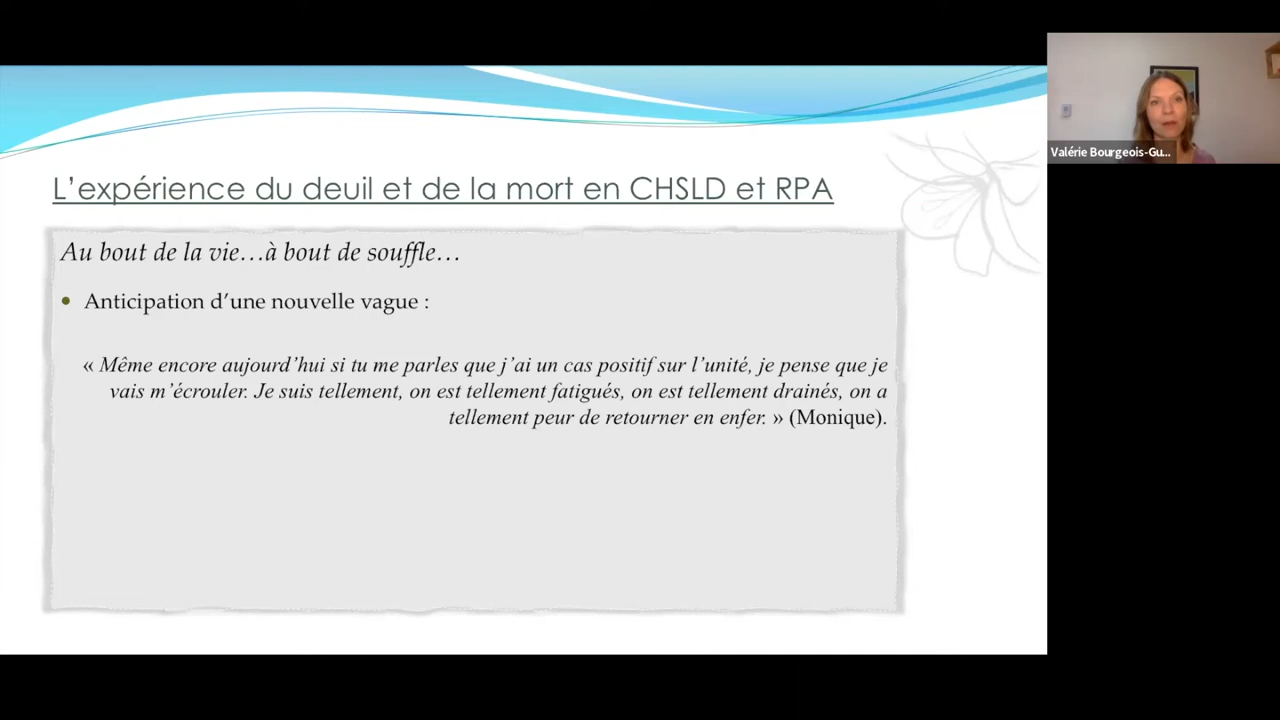 L'expérience du deuil et de la mort en CHSLD et RPA
Au bout de la vie…à bout de souffle…
• Anticipation d'une nouvelle vague :
« Même encore aujourd'hui si tu me parles que j'ai un cas positif sur l'unité, je pense que je
vais m'écrouler. Je suis tellement, on est tellement fatigués, on est tellement drainés, on a
tellement peur de retourner en enfer. » (Monique).
Valérie Bourgeois-Gu...